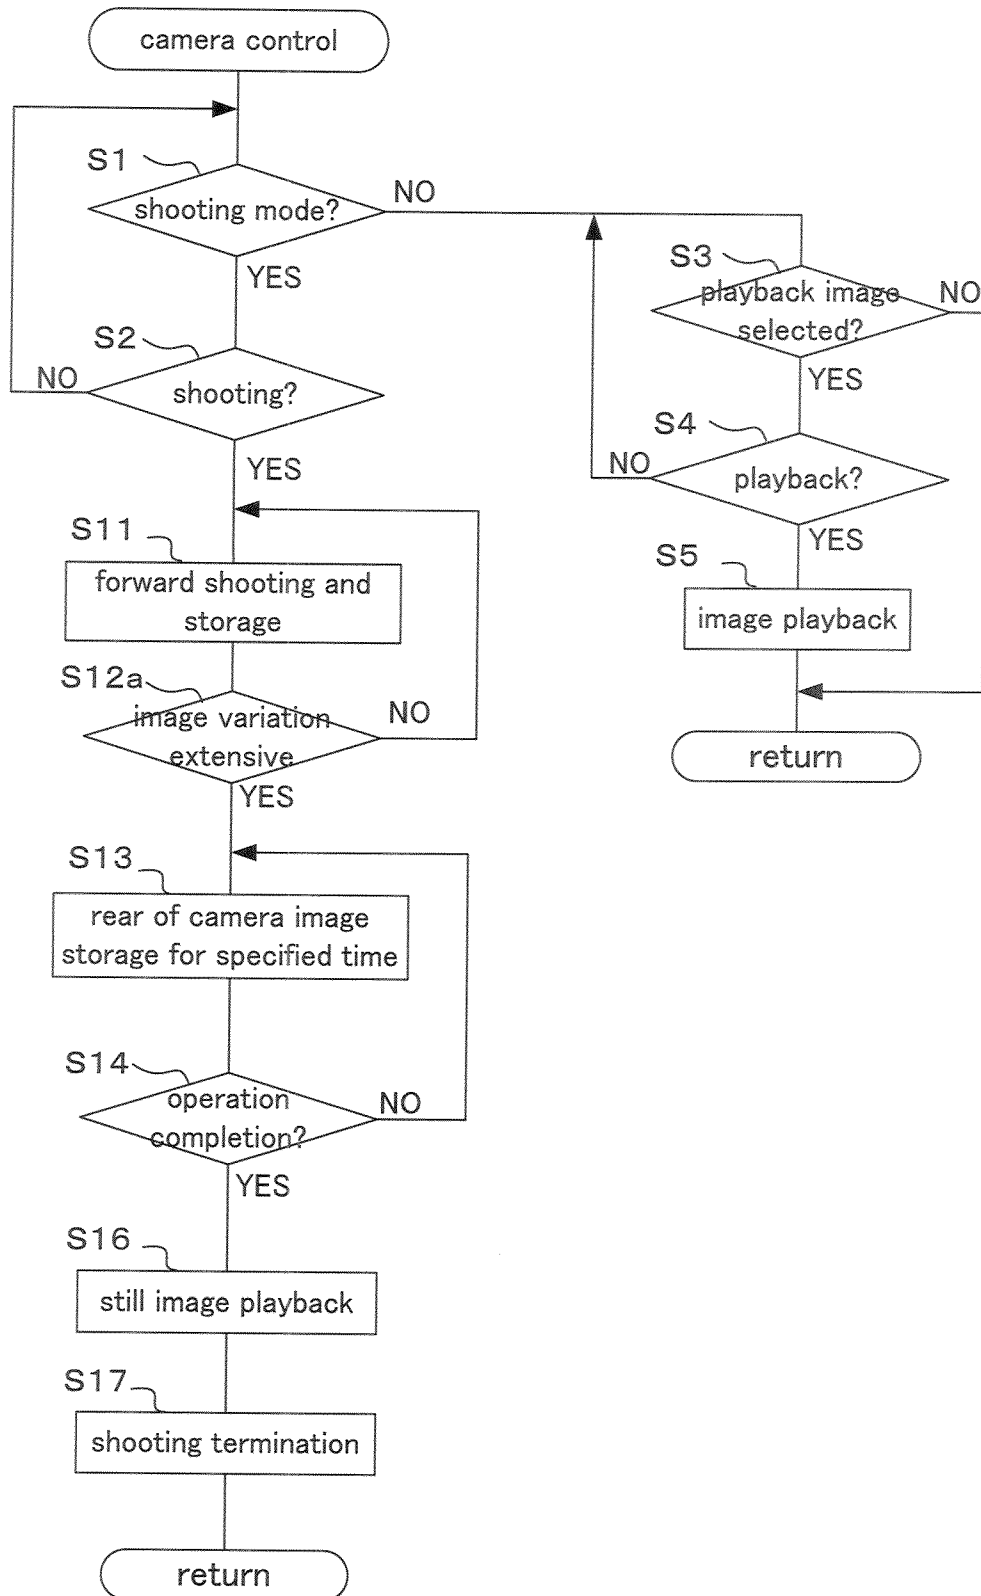 camera control
S1
shooting mode?
NO
YES
S2
shooting?
NO
YES
S11
forward shooting and
storage
S12a
image variation
extensive
NO
YES
S13
rear of camera image
storage for specified time
S14
operation
completion?
NO
YES
S16
still image playback
S17
shooting termination
return
S3
playback image
selected?
NO
YES
S4
playback?
NO
YES
S5
image playback
return